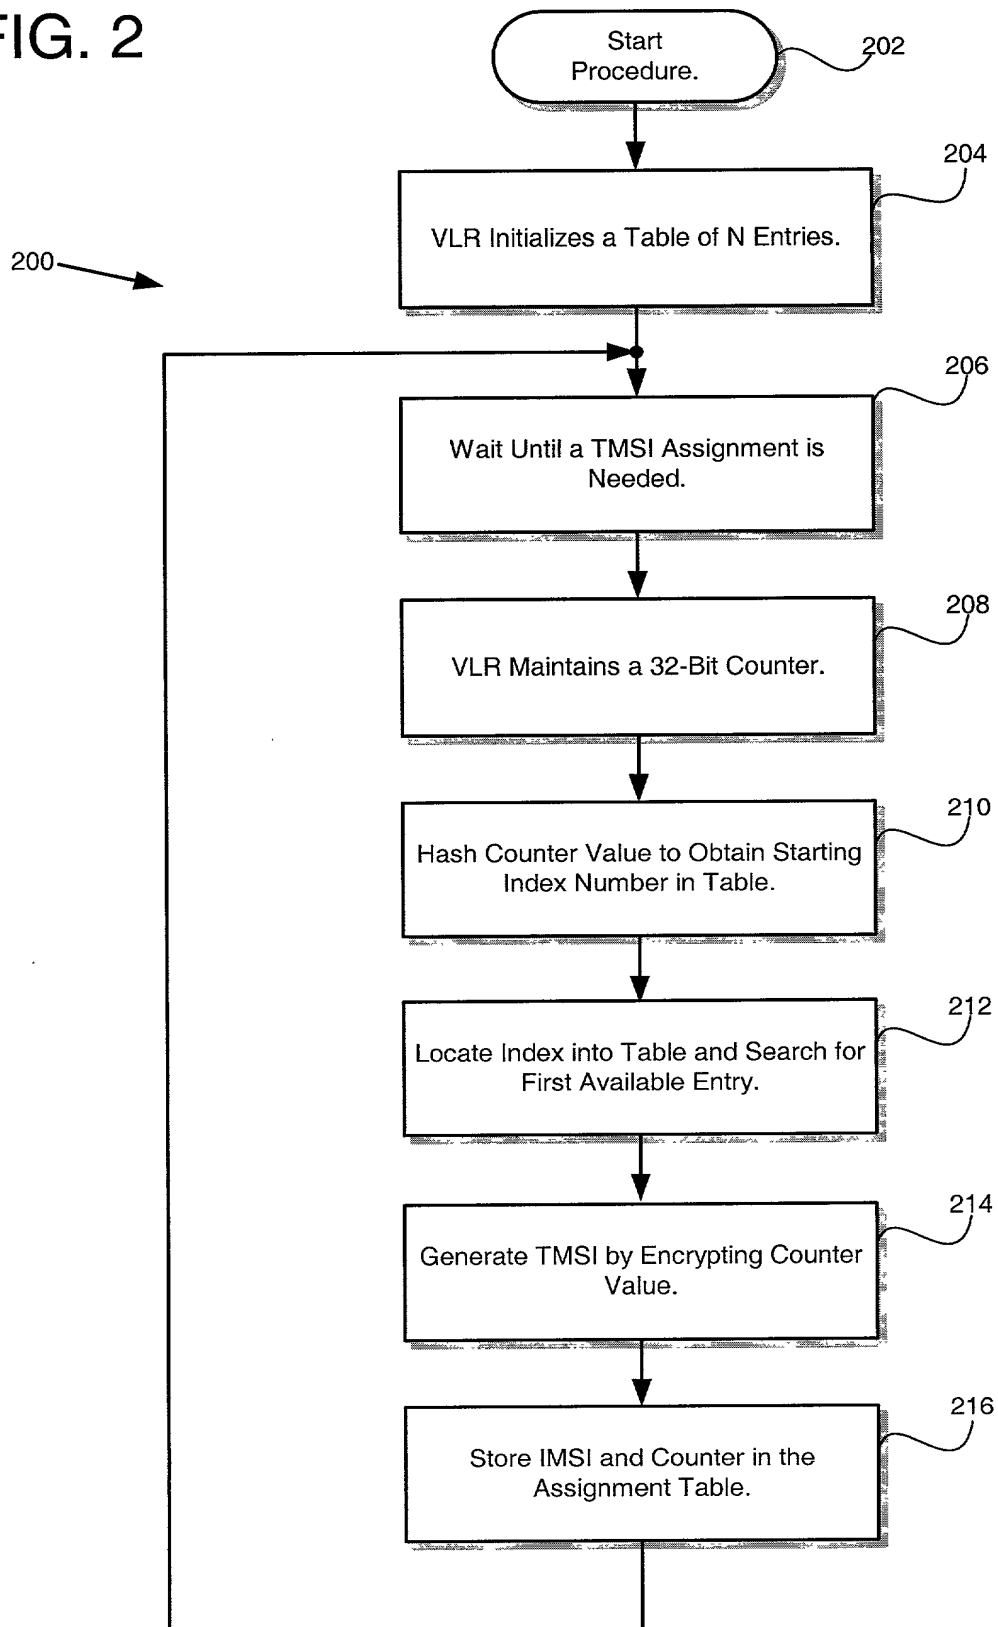 FIG. 2
Start
Procedure.
202
204
VLR Initializes a Table of N Entries.
200
206
Wait Until a TMSI Assignment is
Needed.
208
VLR Maintains a 32-Bit Counter.
210
Hash Counter Value to Obtain Starting
Index Number in Table.
212
Locate Index into Table and Search for
First Available Entry.
214
Generate TMSI by Encrypting Counter
Value.
216
Store IMSI and Counter in the
Assignment Table.